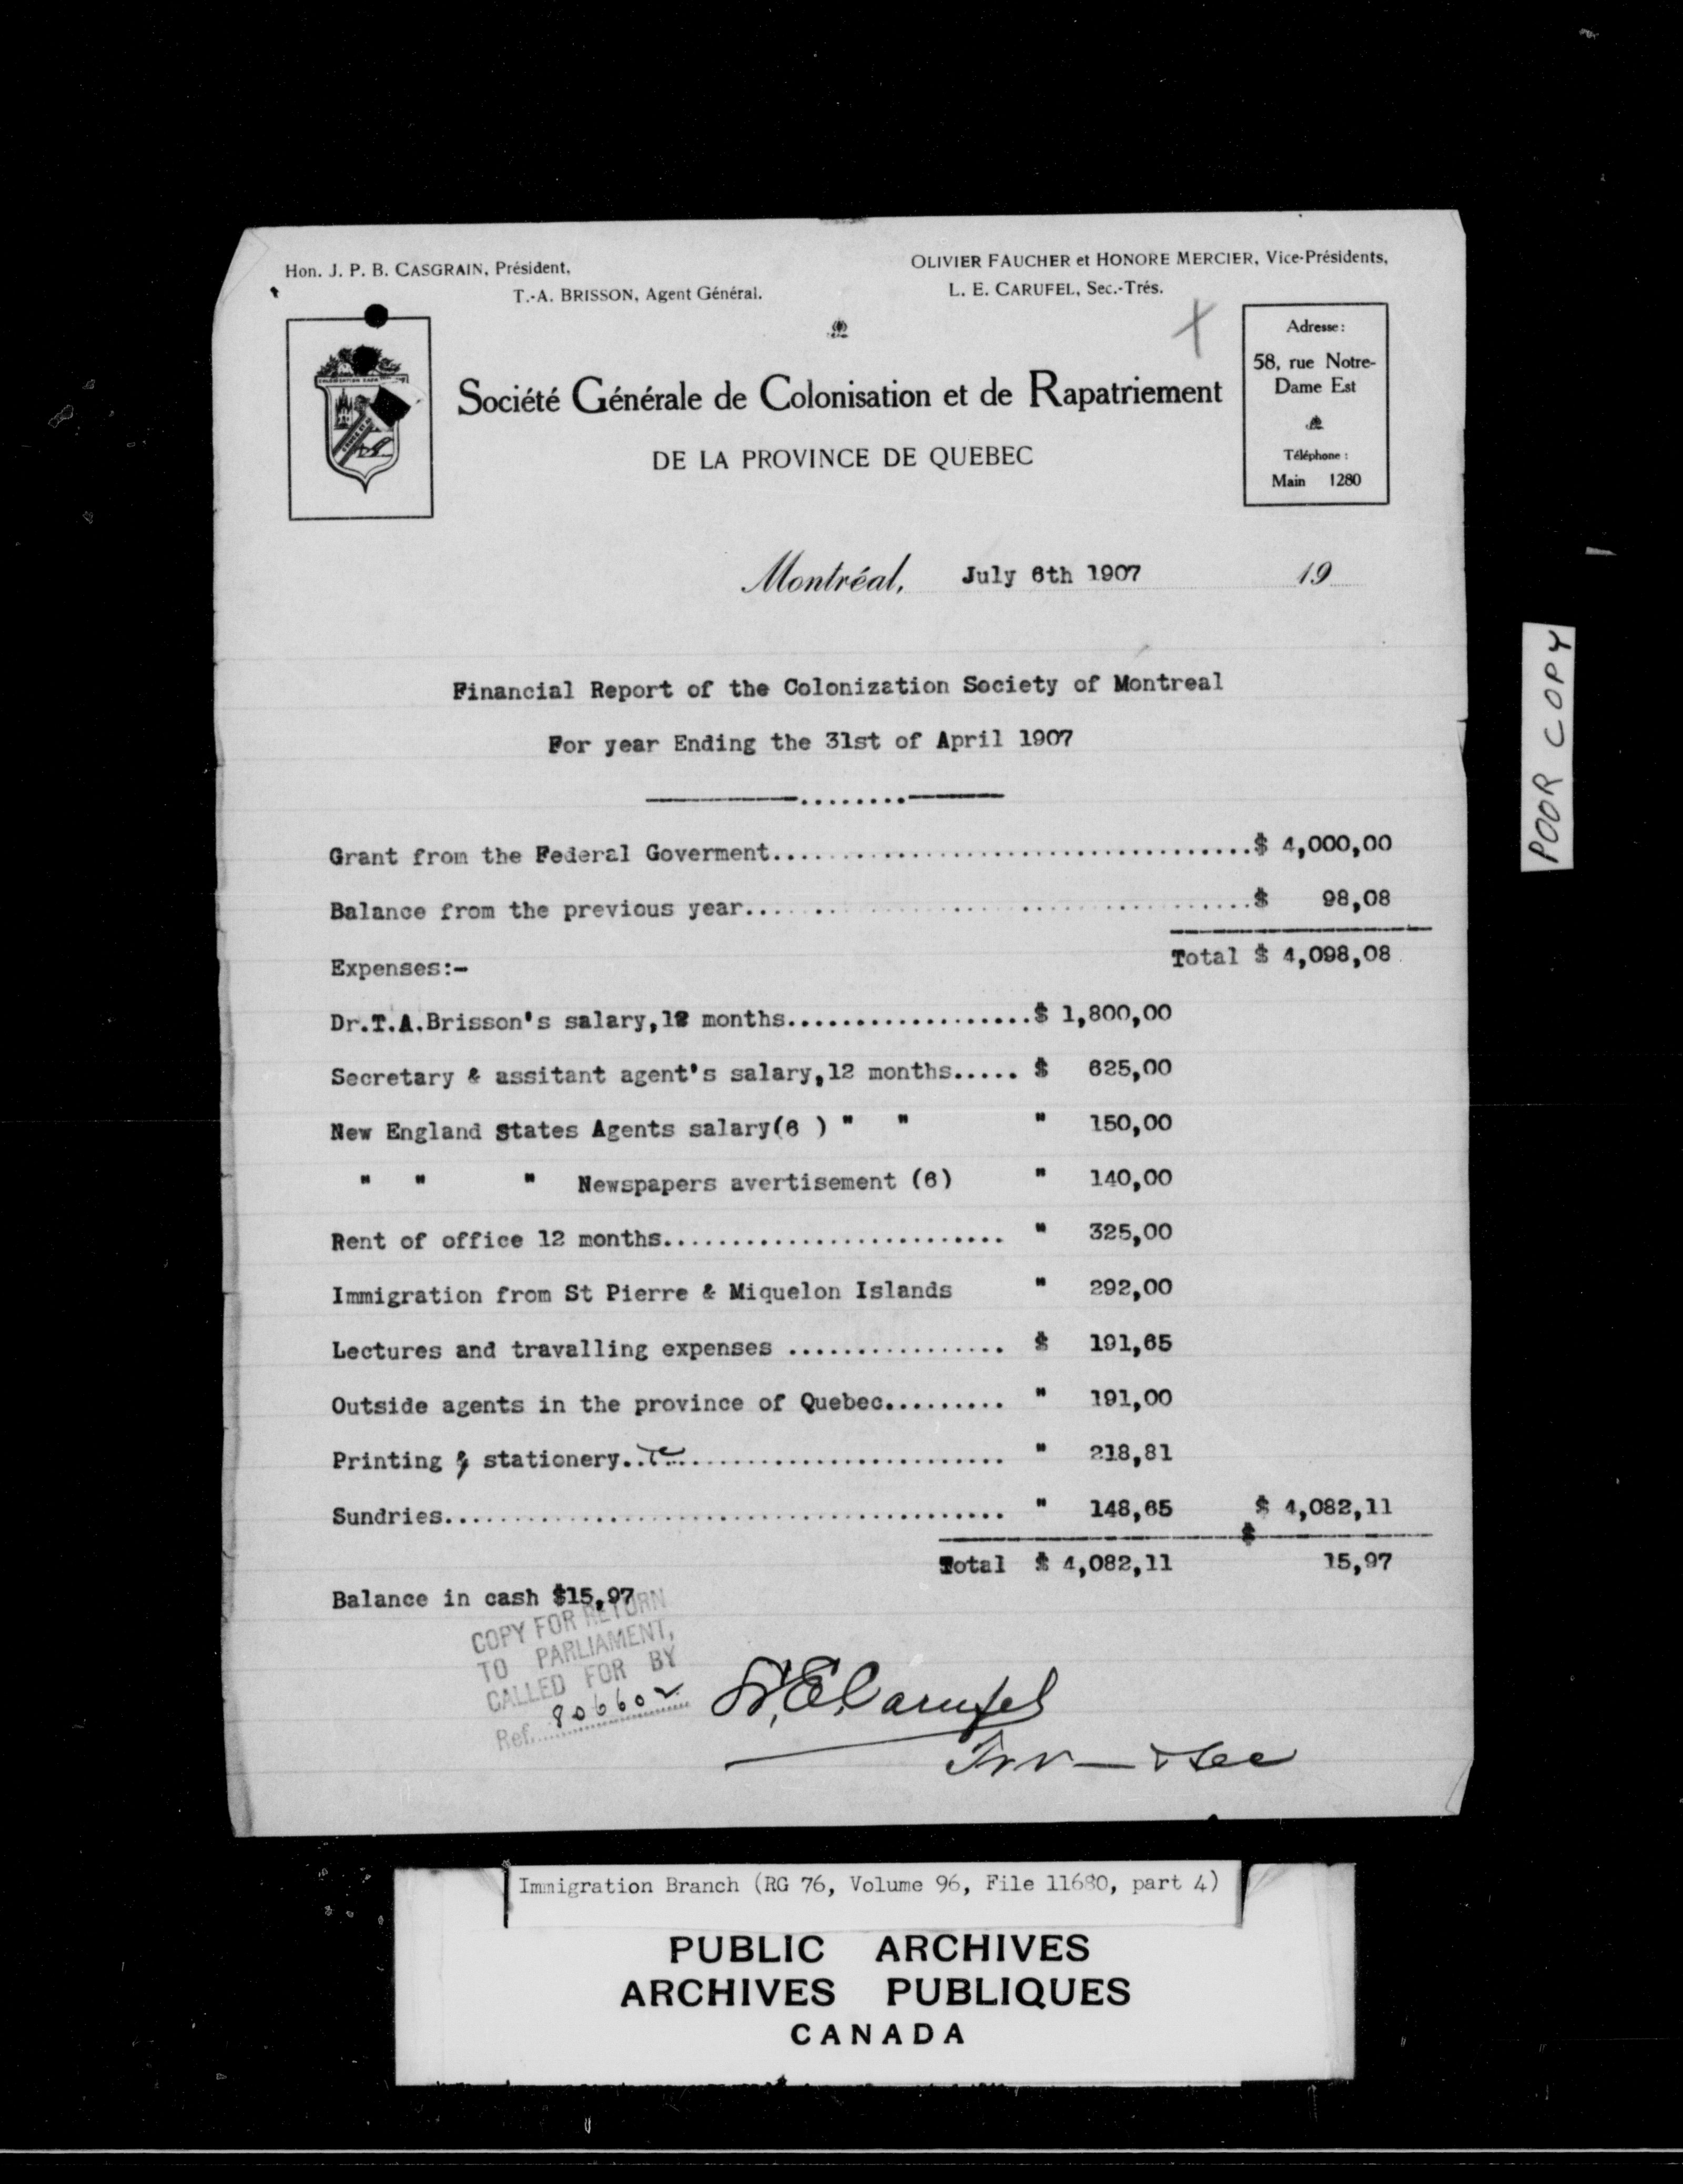 Hon. J. P. B. CASGRAIN, Président,
T.-A. BRISSON, Agent Général.
OLIVIER FAUCHER et HONORE MERCIER, Vice-Présidents,
L. E. CARUFEL, Sec.-Trés.
Société Générale de Colonisation et de Rapatriement
DE LA PROVINCE DE QUEBEC
Adresse:
58, rue Notre-
Dame Est
Téléphone:
Main 1280
Montréal, July 6th 1907 19
Financial Report of the Colonization Society of Montreal
For year Ending the 31st of April 1907
Grant from the Federal Goverment....................................$ 4,000,00
Balance from the previous year......................................$ 98,08
Expenses:- Total $ 4,098,08
Dr.T.A.Brisson's salary,12 months...................$ 1,800,00
Secretary & assitant agent's salary,12 months..... $ 625,00
New England States Agents salary(6 ) " " " 150,00
" " " Newspapers avertisement (6) " 140,00
Rent of office 12 months.......................... " 325,00
Immigration from St Pierre & Miquelon Islands " 292,00
Lectures and travalling expenses ................ $ 191,65
Outside agents in the province of Quebec......... " 191,00
Printing & stationery............................. " 218,81
Sundries.......................................... " 148,65 $ 4,082,11
Total $ 4,082,11 $ 15,97
Balance in cash $15,97
COPY FOR RETURN
TO PARLIAMENT,
CALLED FOR BY
Ref. 806602
L.E. Carufel
POOR COPY
Immigration Branch (RG 76, Volume 96, File 11680, part 4)
PUBLIC ARCHIVES
ARCHIVES PUBLIQUES
CANADA